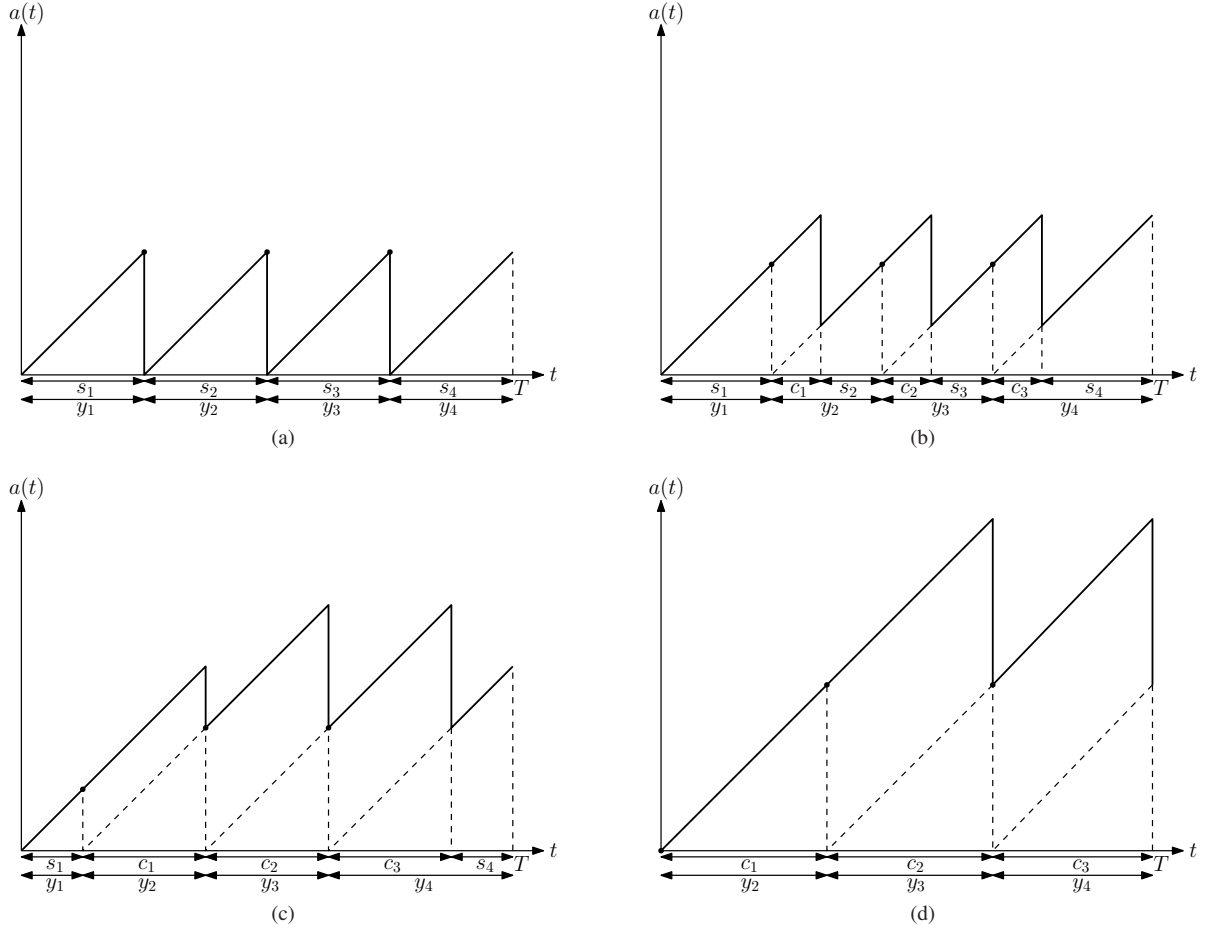 a(t)
s₁ s₂ s₃ s₄ T t
y₁ y₂ y₃ y₄
(a)
a(t)
s₁ c₁ s₂ c₂ s₃ c₃ s₄ T t
y₁ y₂ y₃ y₄
(b)
a(t)
s₁ c₁ c₂ c₃ s₄ T t
y₁ y₂ y₃ y₄
(c)
a(t)
c₁ c₂ c₃ T t
y₂ y₃ y₄
(d)